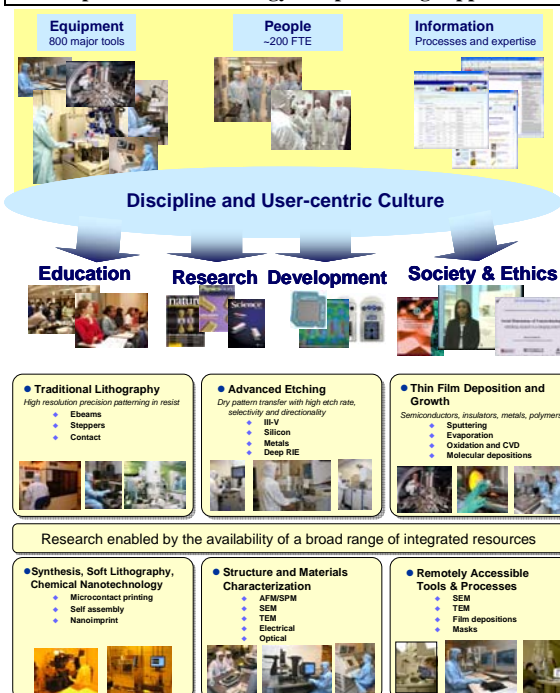 Equipment
800 major tools
People
~200 FTE
Information
Processes and expertise
Discipline and User-centric Culture
Education
Research
Development
Society & Ethics
nature
Science
● Traditional Lithography
High resolution precision patterning in resist
Ebeams
Steppers
Contact
● Advanced Etching
Dry pattern transfer with high etch rate,
selectivity and directionality
III-V
Silicon
Metals
Deep RIE
● Thin Film Deposition and
Growth
Semiconductors, insulators, metals, polymers
Sputtering
Evaporation
Oxidation and CVD
Molecular depositions
Research enabled by the availability of a broad range of integrated resources
●Synthesis, Soft Lithography,
Chemical Nanotechnology
Microcontact printing
Self assembly
Nanoimprint
● Structure and Materials
Characterization
AFM/SPM
SEM
TEM
Electrical
Optical
● Remotely Accessible
Tools & Processes
SEM
TEM
Film depositions
Masks